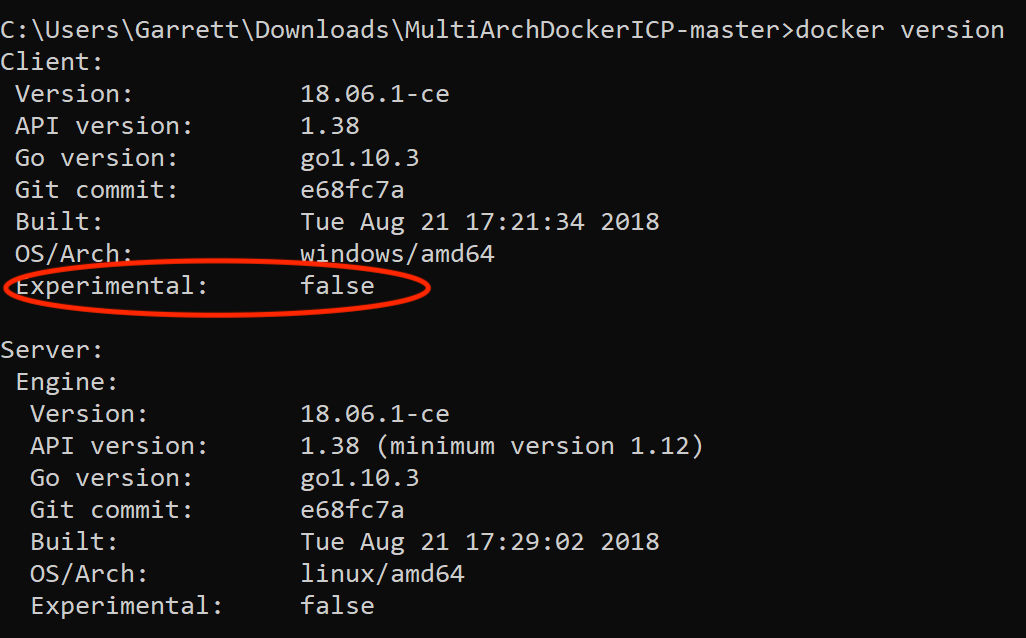 C:\Users\Garrett\Downloads\MultiArchDockerICP-master>docker version
Client:
 Version:           18.06.1-ce
 API version:       1.38
 Go version:        go1.10.3
 Git commit:        e68fc7a
 Built:             Tue Aug 21 17:21:34 2018
 OS/Arch:           windows/amd64
 Experimental:      false

Server:
 Engine:
  Version:          18.06.1-ce
  API version:      1.38 (minimum version 1.12)
  Go version:       go1.10.3
  Git commit:       e68fc7a
  Built:            Tue Aug 21 17:29:02 2018
  OS/Arch:          linux/amd64
  Experimental:     false